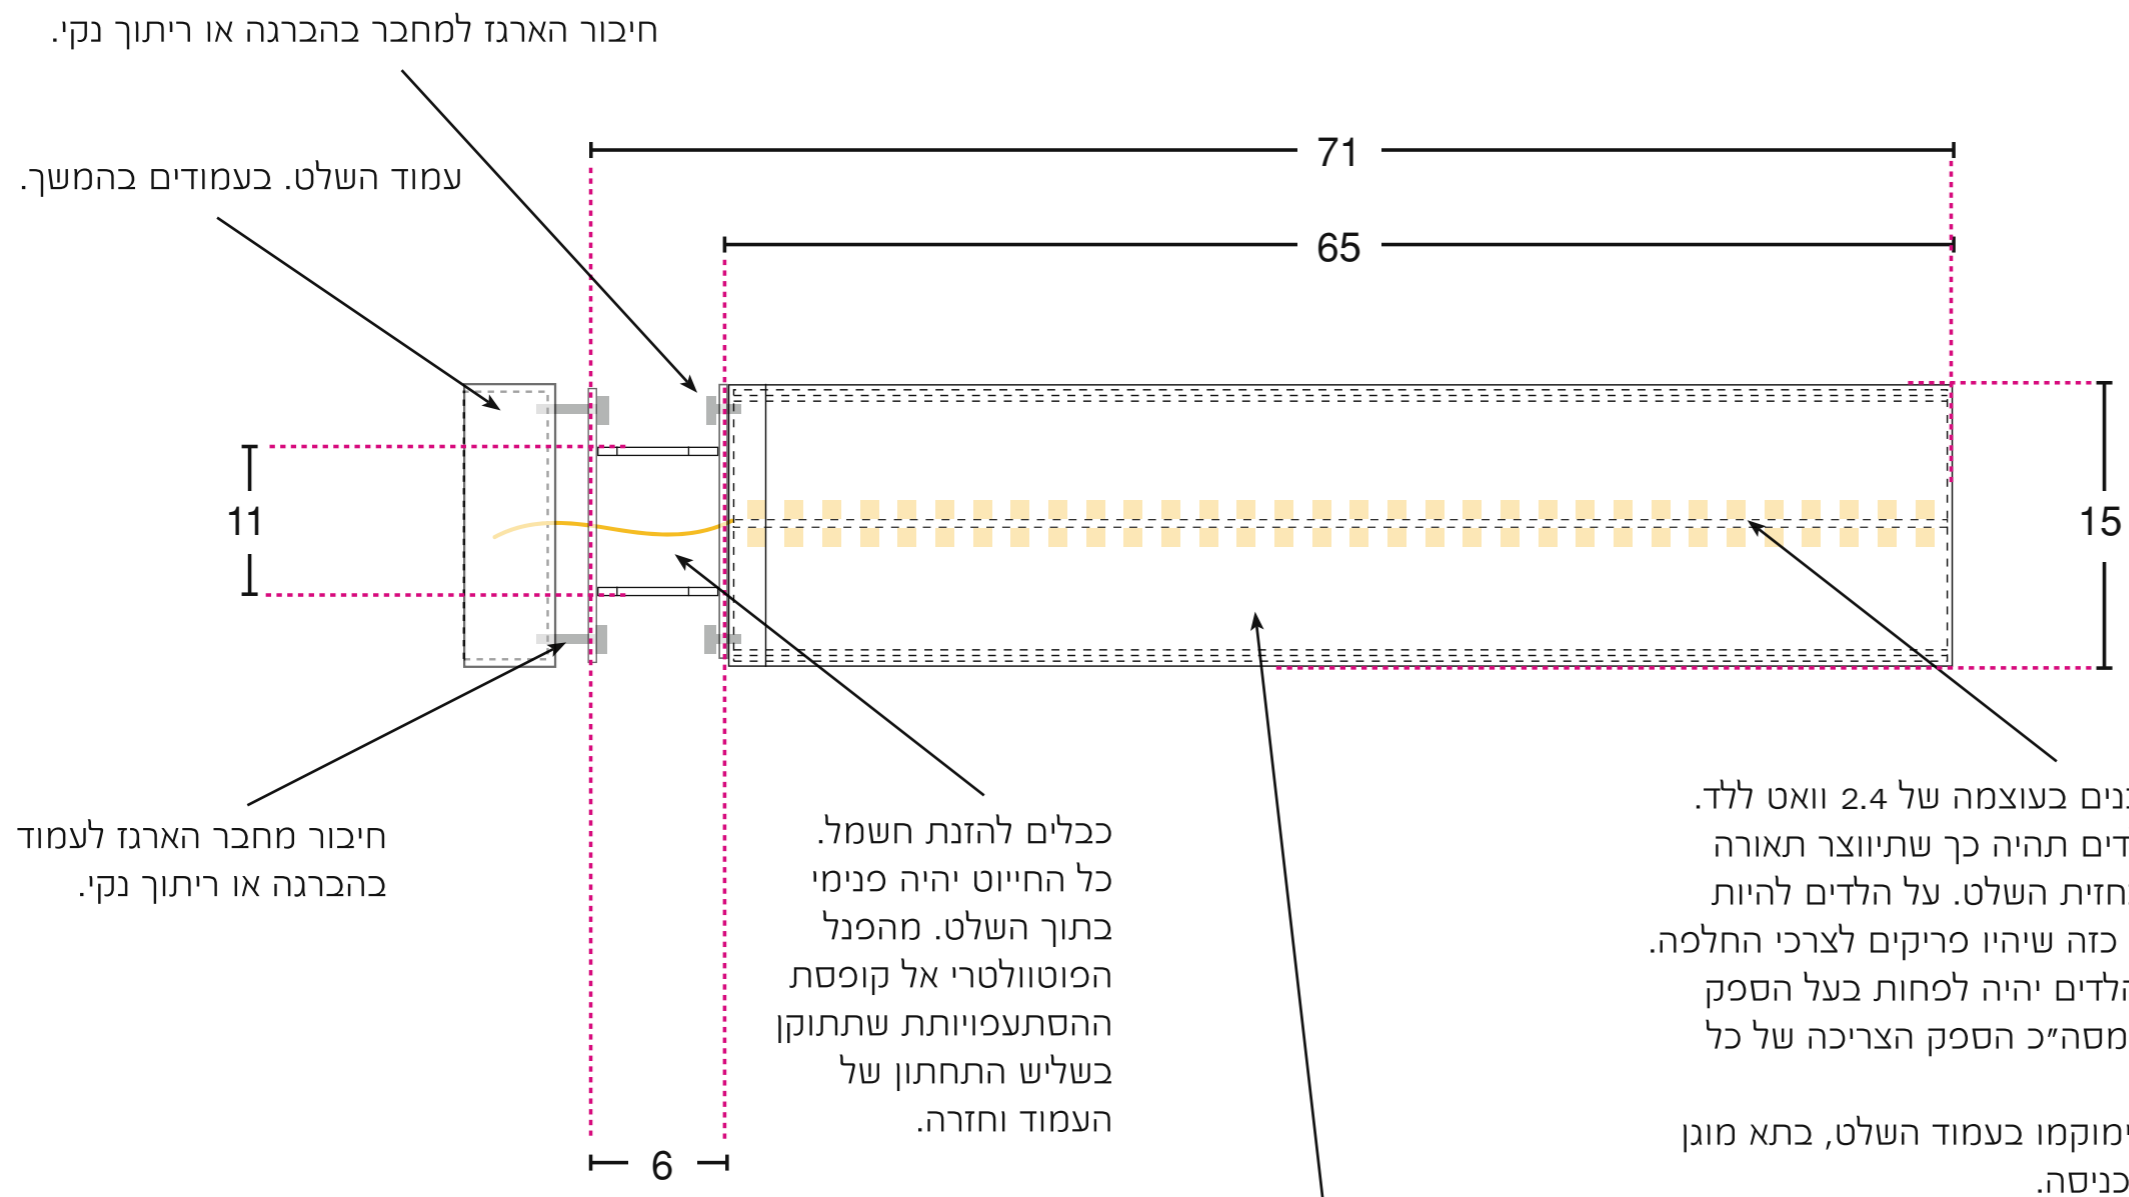 חיבור הארגז למחבר בהברגה או ריתוך נקי.
עמוד השלט. בעמודים בהמשך.
71
65
11
15
חיבור מחבר הארגז לעמוד
בהברגה או ריתוך נקי.
כבלים להזנת חשמל.
כל החייוט יהיה פנימי
בתוך השלט. מהפנל
הפוטוולטרי אל קופסת
ההסתעפויותת שתתוקן
בשליש התחתון של
העמוד וחזרה.
6
בעוצמה של 2.4 וואט ללד.
תהיה כך שתיווצר תאורה
השלט. על הלדים להיות
כזה שיהיו פריקים לצרכי החלפה.
יהיה לפחות בעל הספק
מסה״כ הספק הצריכה של כל
בעמוד השלט, בתא מוגן